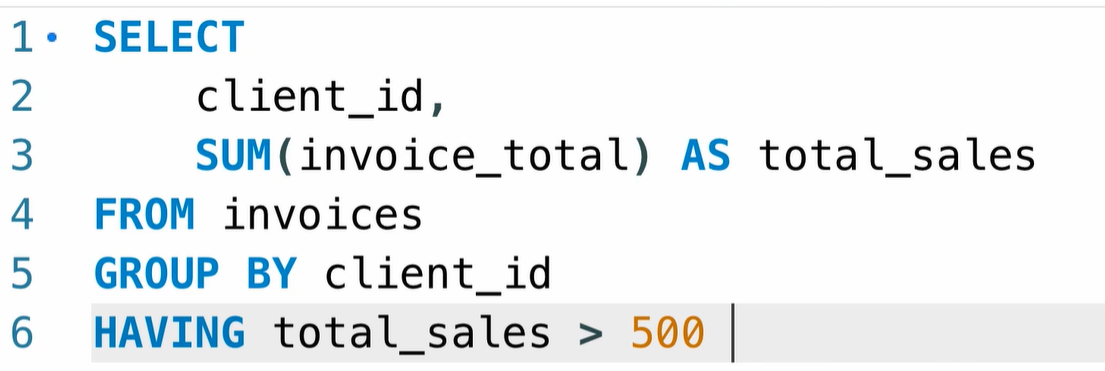 1 SELECT
2 client_id,
3 SUM(invoice_total) AS total_sales
4 FROM invoices
5 GROUP BY client_id
6 HAVING total_sales > 500